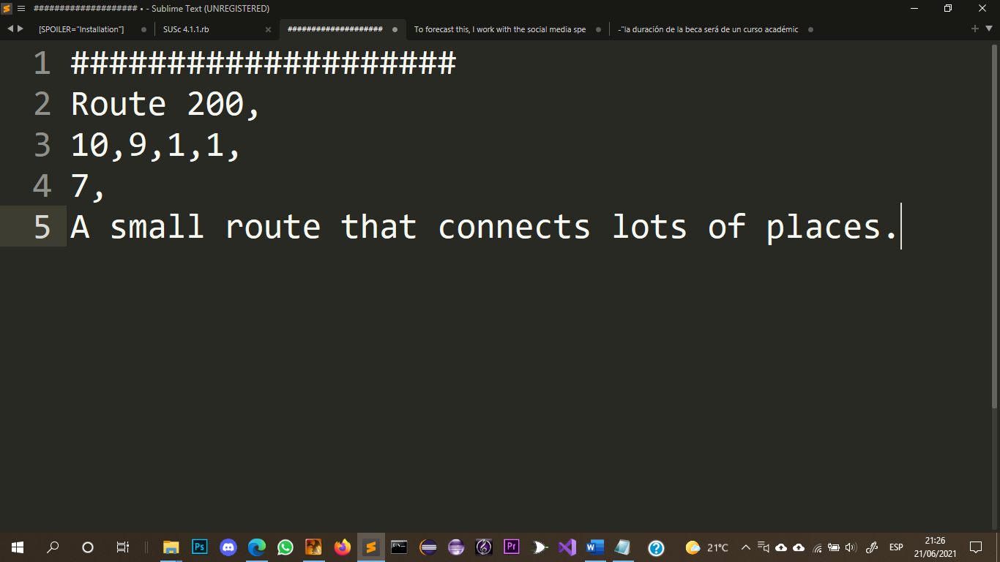 #################### • - Sublime Text (UNREGISTERED)
[SPOILER="Installation"]
SUSc 4.1.1.rb
####################
To forecast this, I work with the social media spe
-"la duración de la beca será de un curso académic
1 ####################
2 Route 200,
3 10,9,1,1,
4 7,
5 A small route that connects lots of places.
Ps
Pr
21°C
ESP
21:26
21/06/2021